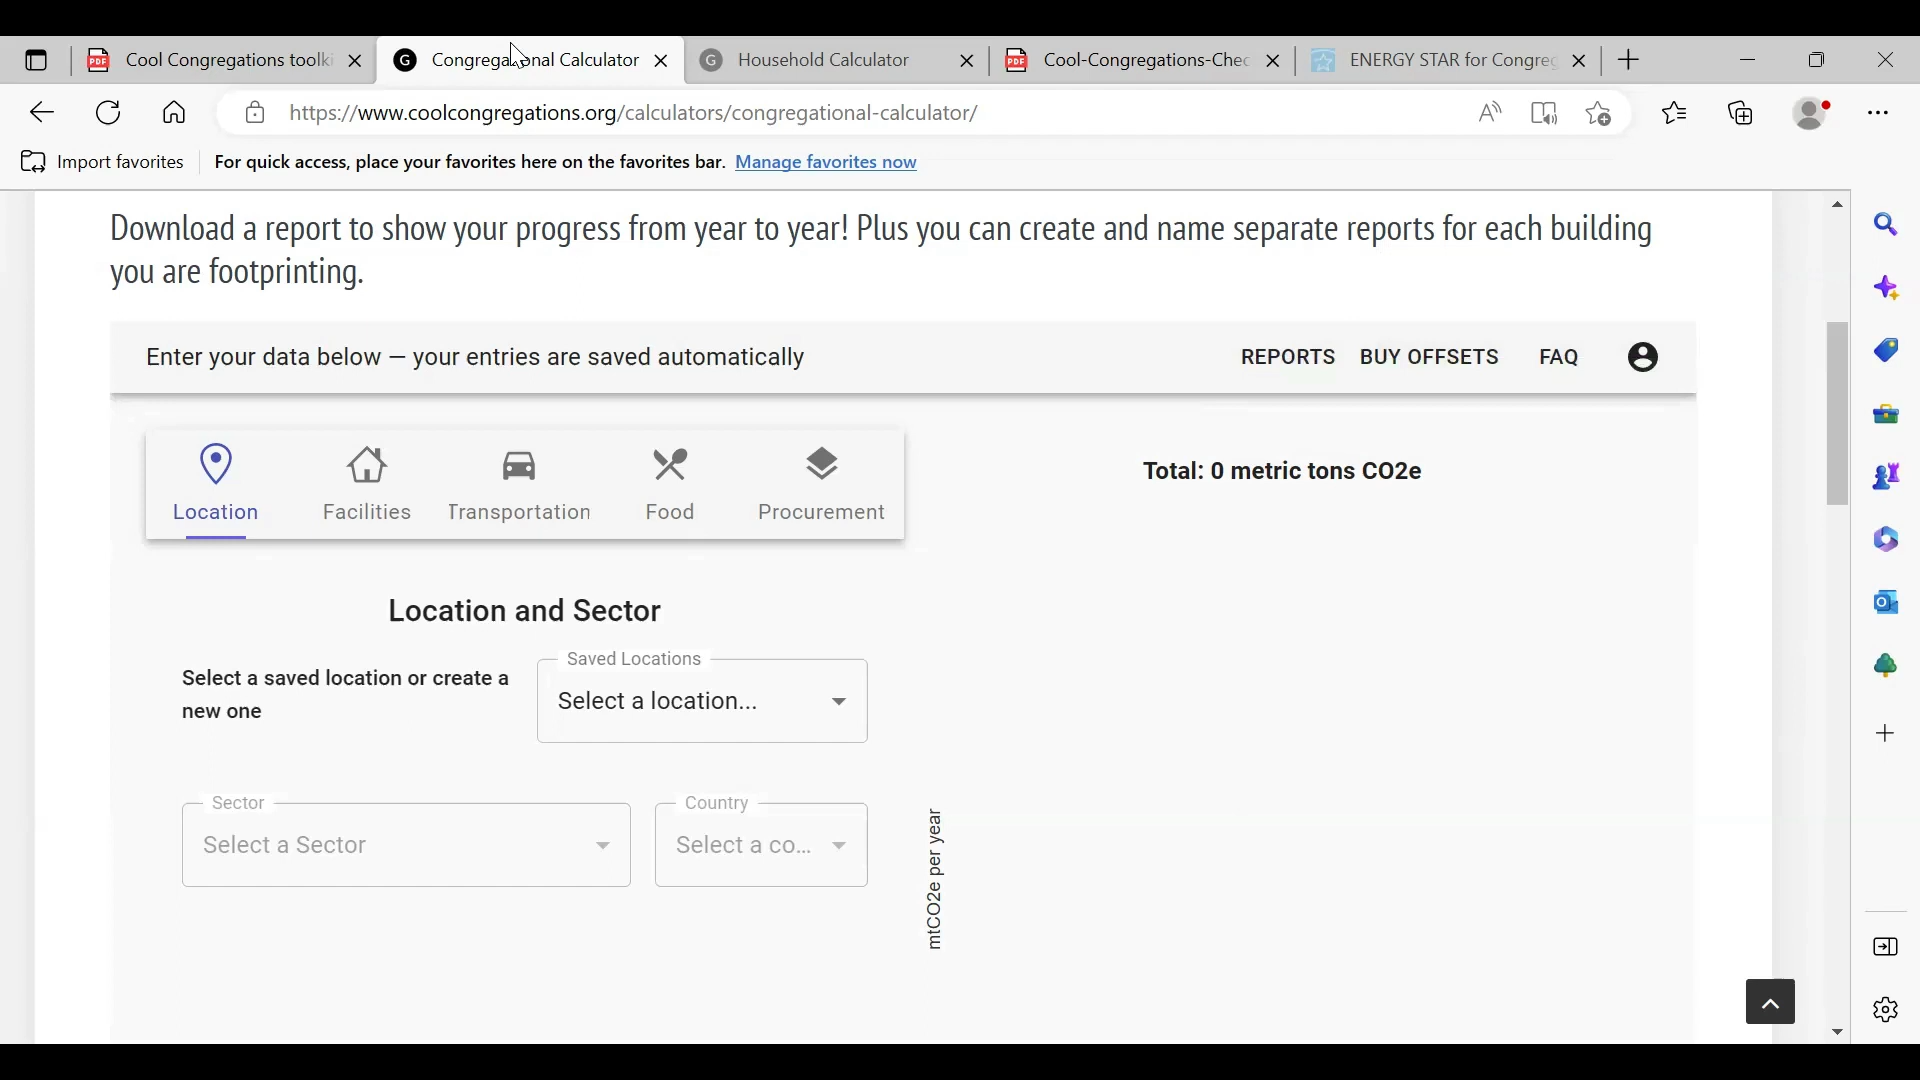 Cool Congregations toolki
Congregational Calculator
Household Calculator
Cool-Congregations-Chec
ENERGY STAR for Congreg
https://www.coolcongregations.org/calculators/congregational-calculator/
Import favorites
For quick access, place your favorites here on the favorites bar. Manage favorites now
Download a report to show your progress from year to year! Plus you can create and name separate reports for each building
you are footprinting.
Enter your data below — your entries are saved automatically
REPORTS
BUY OFFSETS
FAQ
Location
Facilities
Transportation
Food
Procurement
Total: 0 metric tons CO2e
Location and Sector
Select a saved location or create a
new one
Saved Locations
Select a location...
Sector
Select a Sector
Country
Select a co...
mtCO2e per year